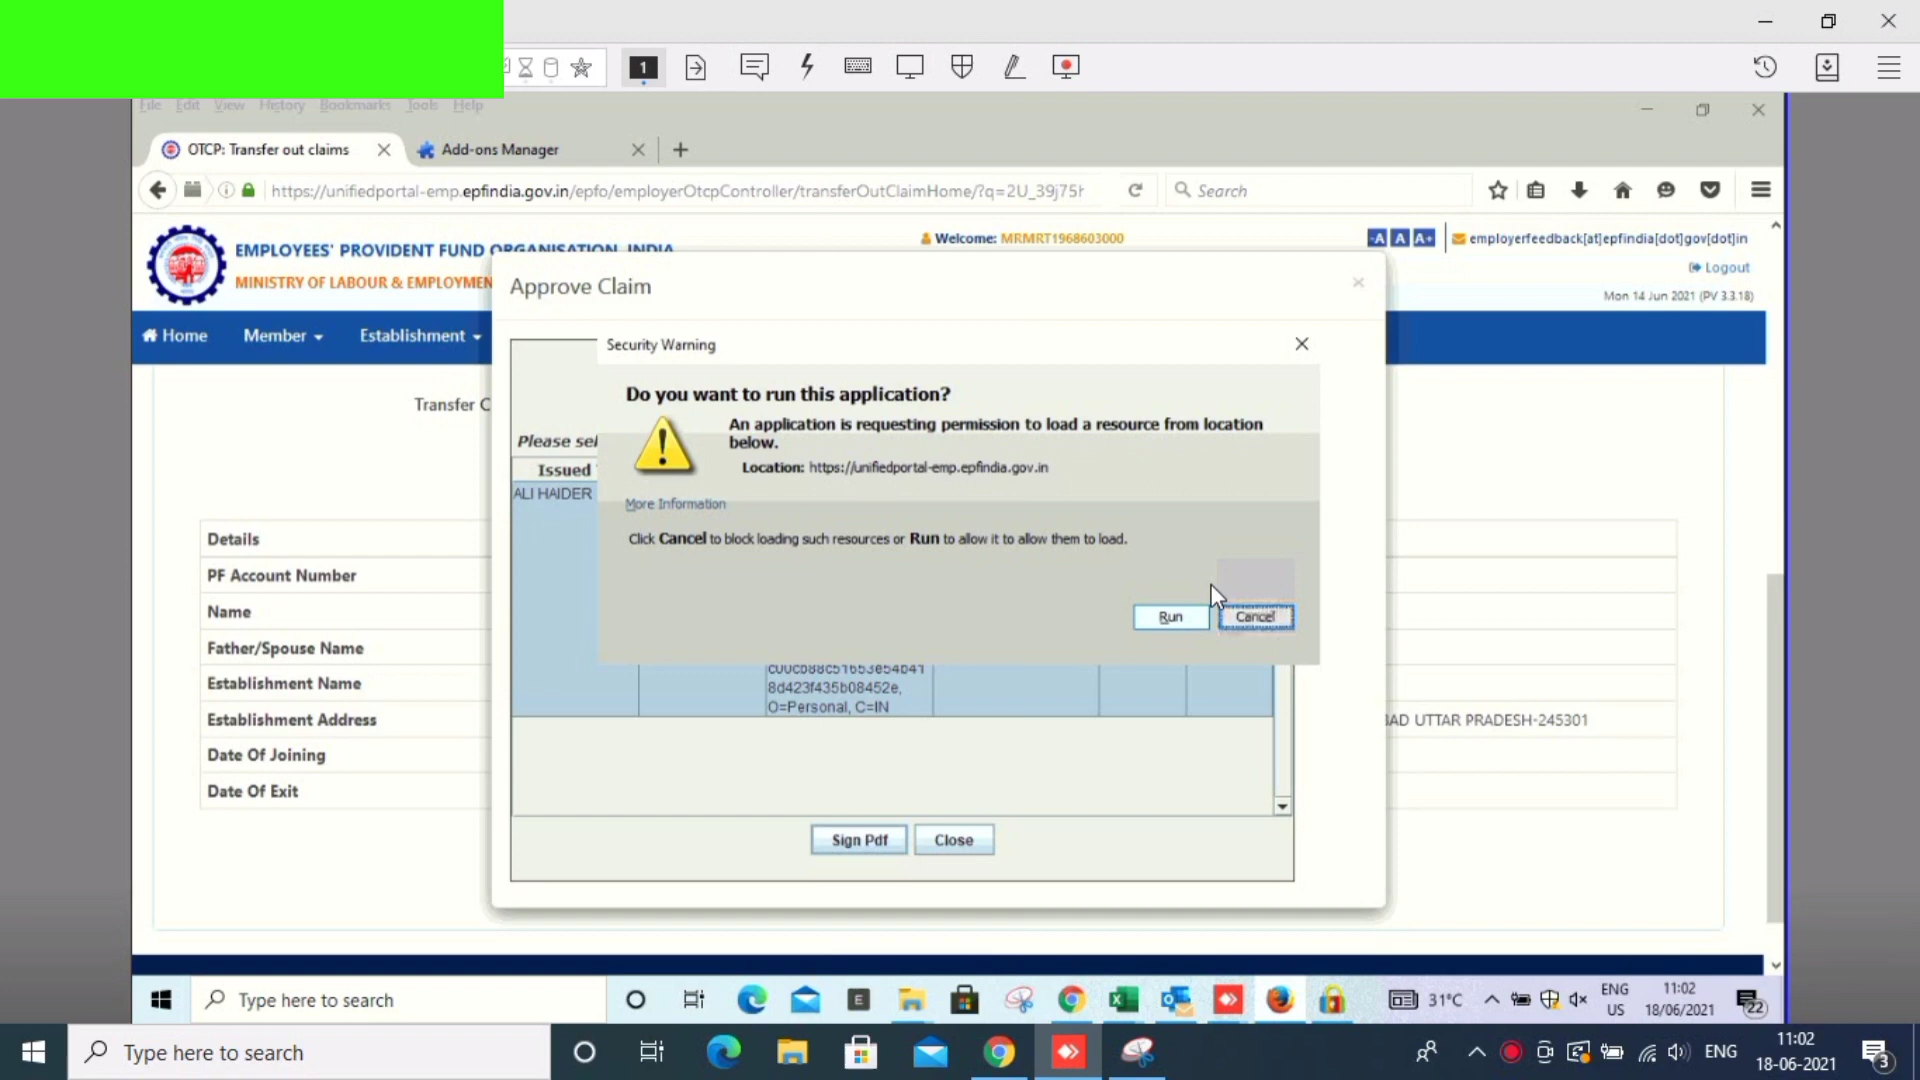 1
File Edit View History Bookmarks Tools Help
OTCP: Transfer out claims
Add-ons Manager
https://unifiedportal-emp.epfindia.gov.in/epfo/employerOtcpController/transferOutClaimHome/?q=2U_39j75h
Search
EMPLOYEES' PROVIDENT FUND ORGANISATION, INDIA
MINISTRY OF LABOUR & EMPLOYMEN
Welcome: MRMRT1968603000
-A A A+
employerfeedback[at]epfindia[dot]gov[dot]in
Logout
Mon 14 Jun 2021 (PV 3.3.18)
Home Member Establishment
Approve Claim
Security Warning
Do you want to run this application?
An application is requesting permission to load a resource from location
below.
Location: https://unifiedportal-emp.epfindia.gov.in
More Information
Click Cancel to block loading such resources or Run to allow it to allow them to load.
Run Cancel
Transfer C
Please sel
Issued
ALI HAIDER
c00cb88c51653e54b41
8d423f435b08452e,
O=Personal, C=IN
Sign Pdf Close
Details
PF Account Number
Name
Father/Spouse Name
Establishment Name
Establishment Address
Date Of Joining
Date Of Exit
BAD UTTAR PRADESH-245301
Type here to search
E
31°C
ENG
US
11:02
18/06/2021
22
Type here to search
ENG
11:02
18-06-2021
3